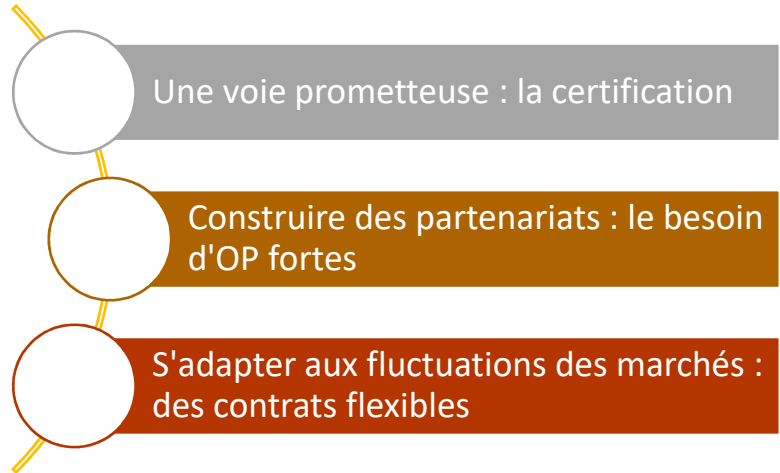 Une voie prometteuse : la certification
Construire des partenariats : le besoin
d'OP fortes
S'adapter aux fluctuations des marchés :
des contrats flexibles